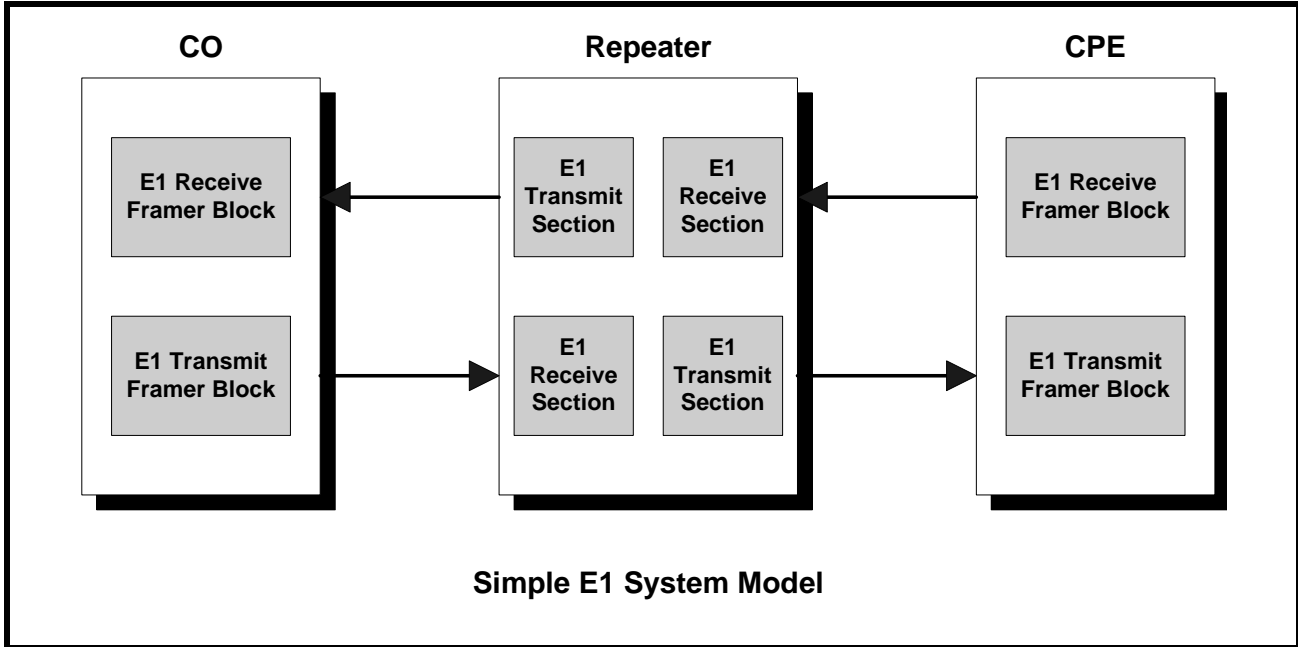 CO
Repeater
CPE
E1 Receive
Framer Block
E1
Transmit
Section
E1
Receive
Section
E1 Receive
Framer Block
E1 Transmit
Framer Block
E1
Receive
Section
E1
Transmit
Section
E1 Transmit
Framer Block
Simple E1 System Model